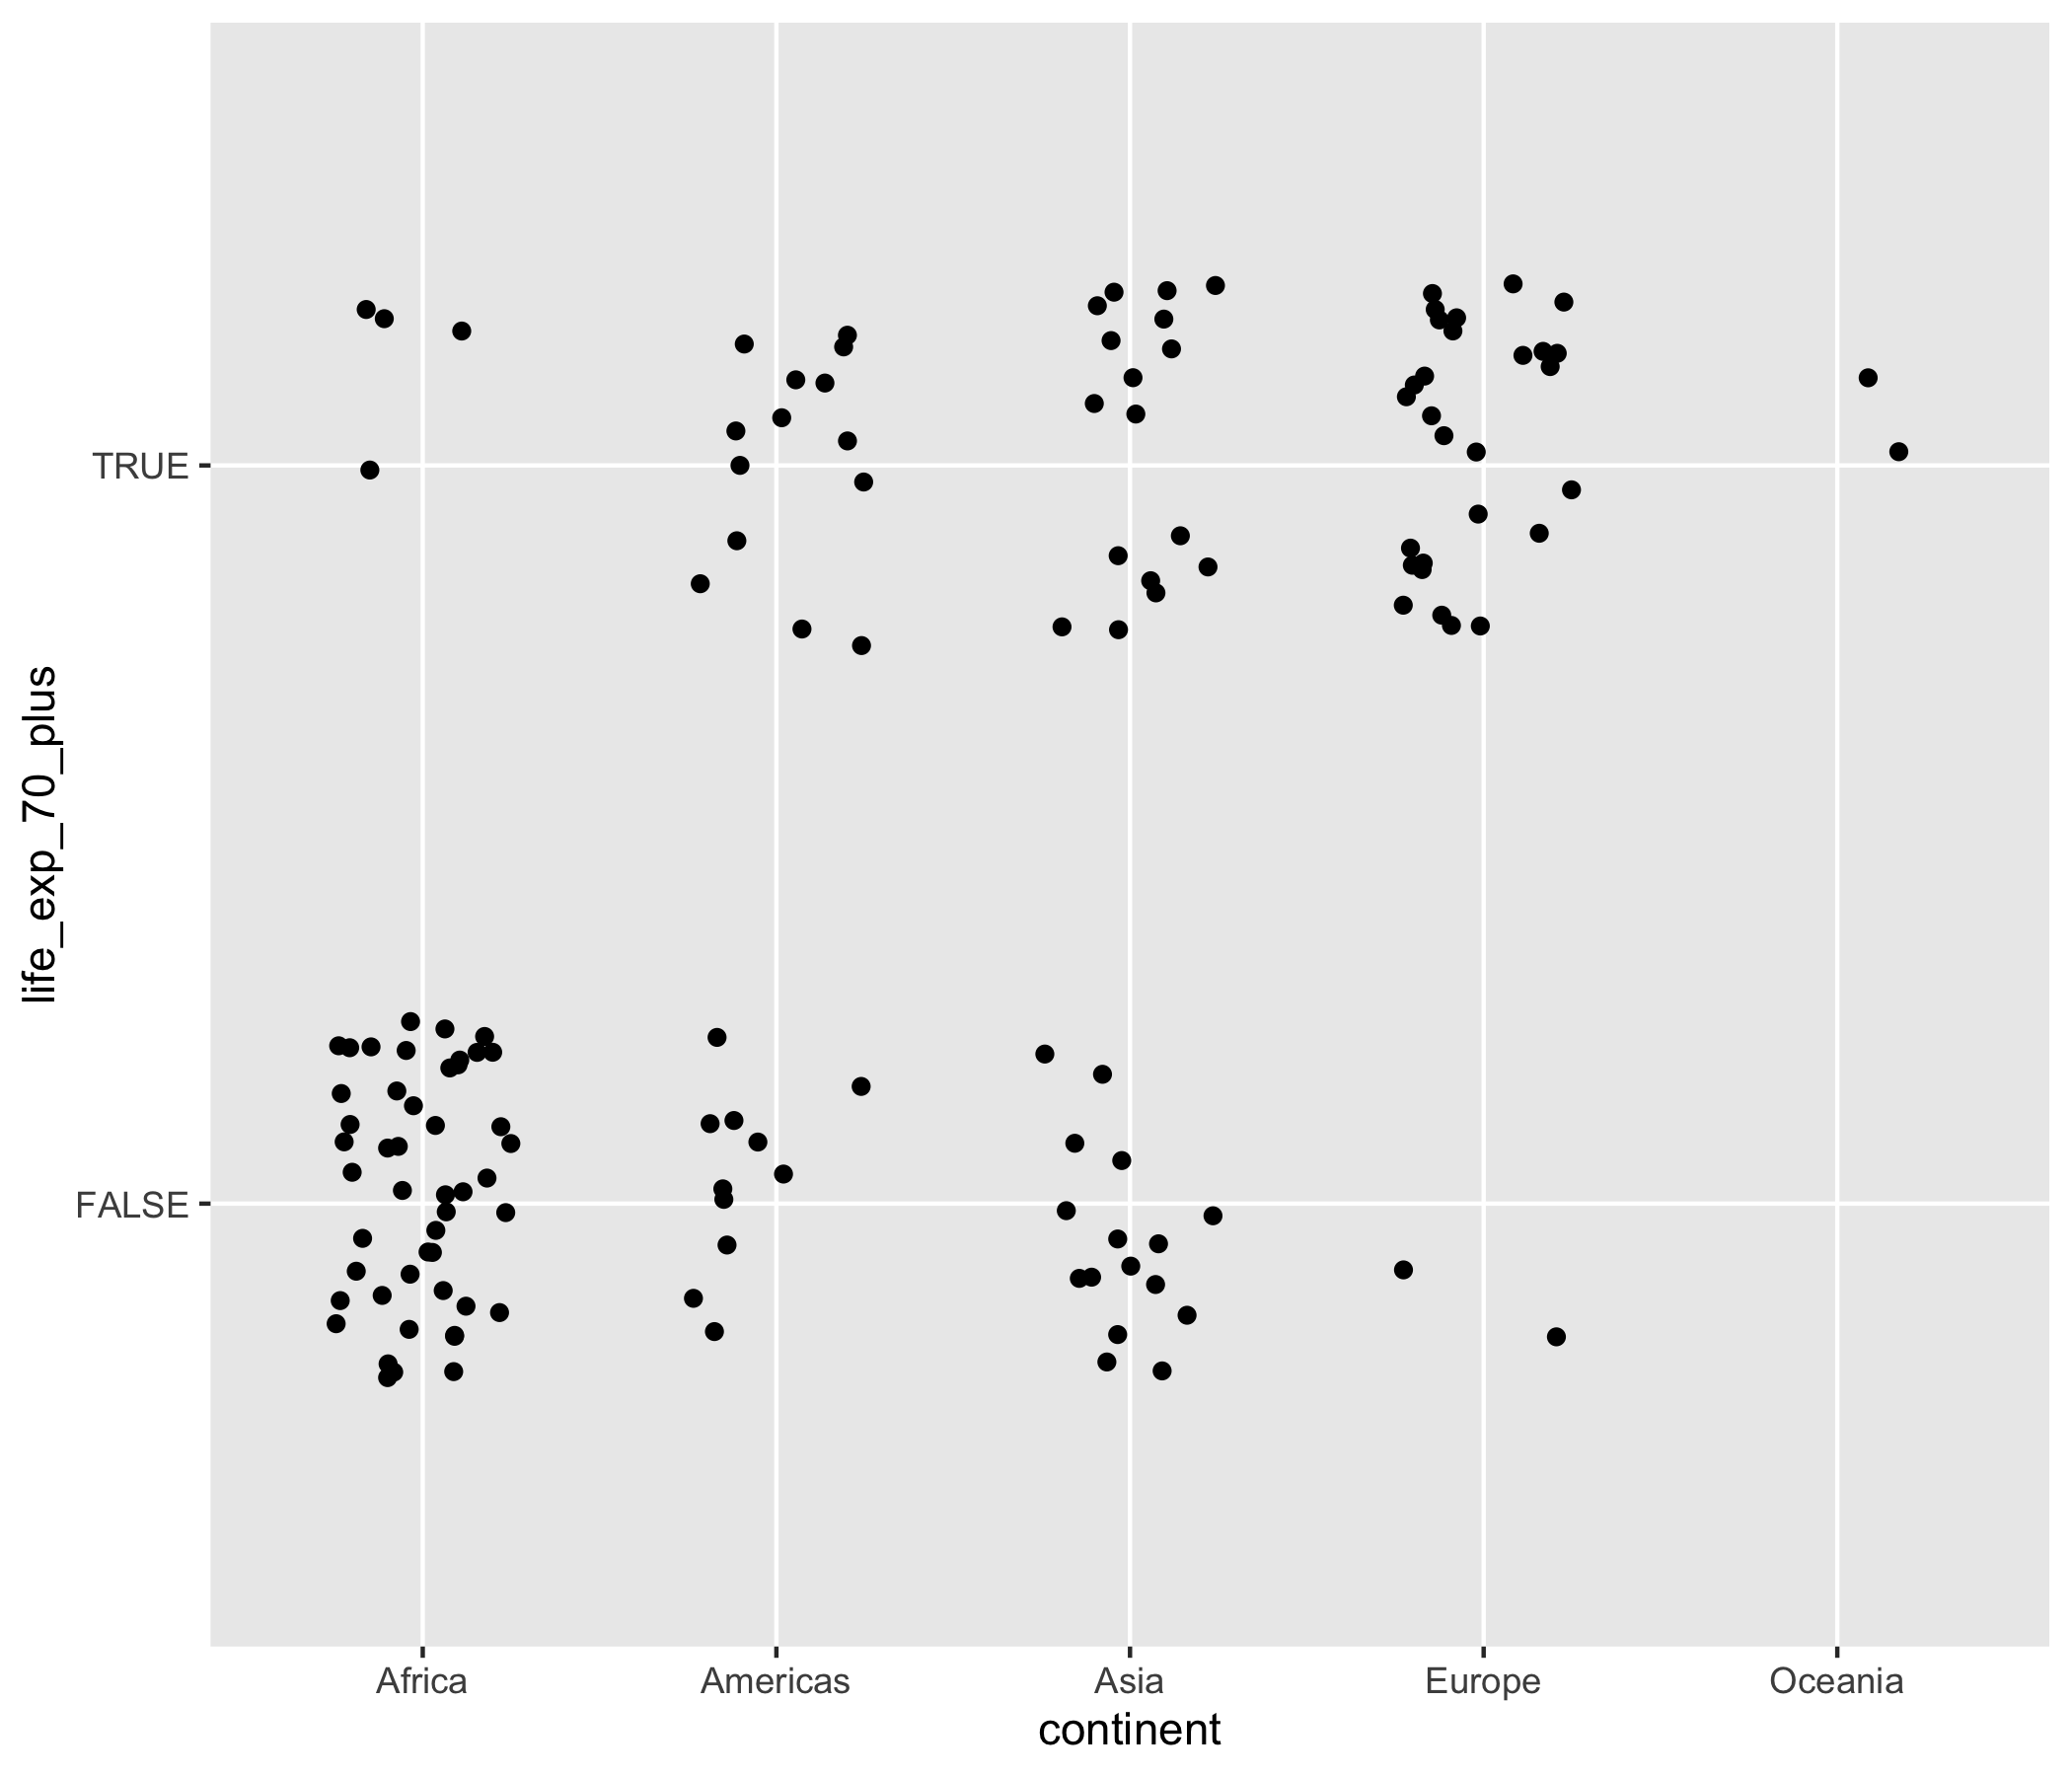 life_exp_70_plus
TRUE
FALSE
Africa
Americas
Asia
Europe
Oceania
continent